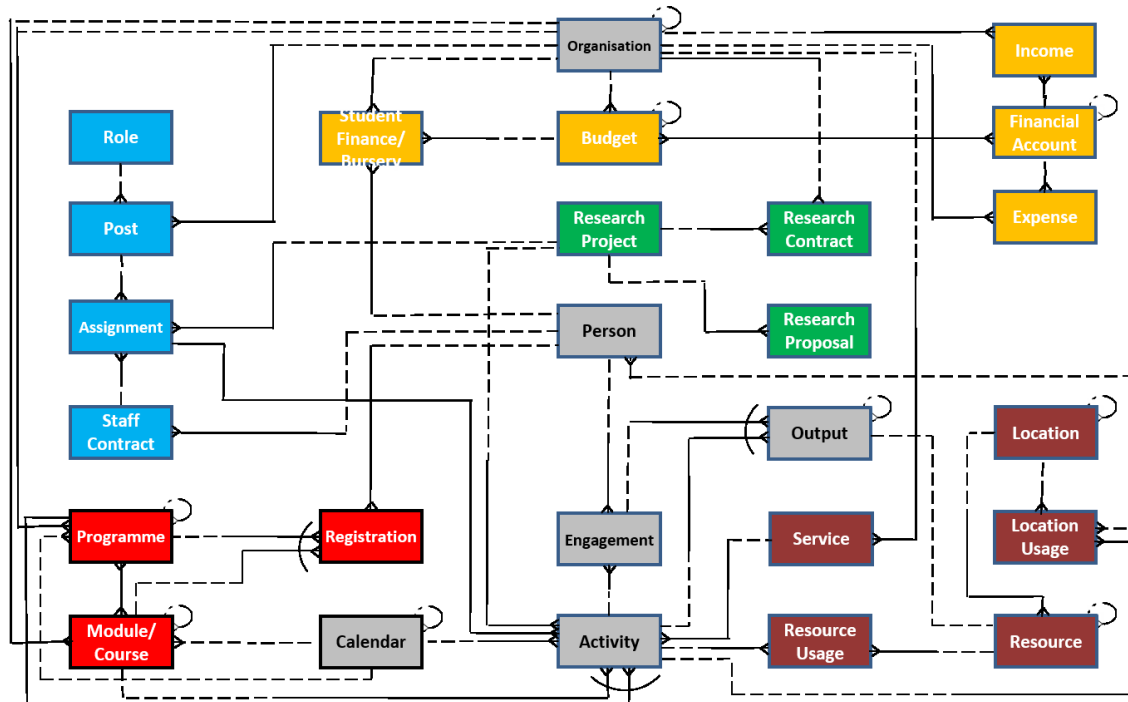 Organisation
Income
Role
Student
Finance/
Bursery
Budget
Financial
Account
Post
Research
Project
Research
Contract
Expense
Assignment
Person
Research
Proposal
Staff
Contract
Output
Location
Programme
Registration
Engagement
Service
Location
Usage
Module/
Course
Calendar
Activity
Resource
Usage
Resource